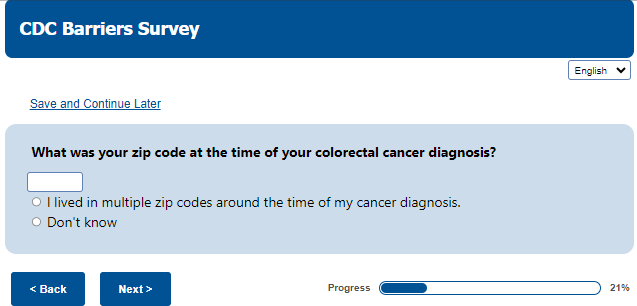 CDC Barriers Survey
English
Save and Continue Later
What was your zip code at the time of your colorectal cancer diagnosis?
I lived in multiple zip codes around the time of my cancer diagnosis.
Don't know
< Back
Next >
Progress
21%